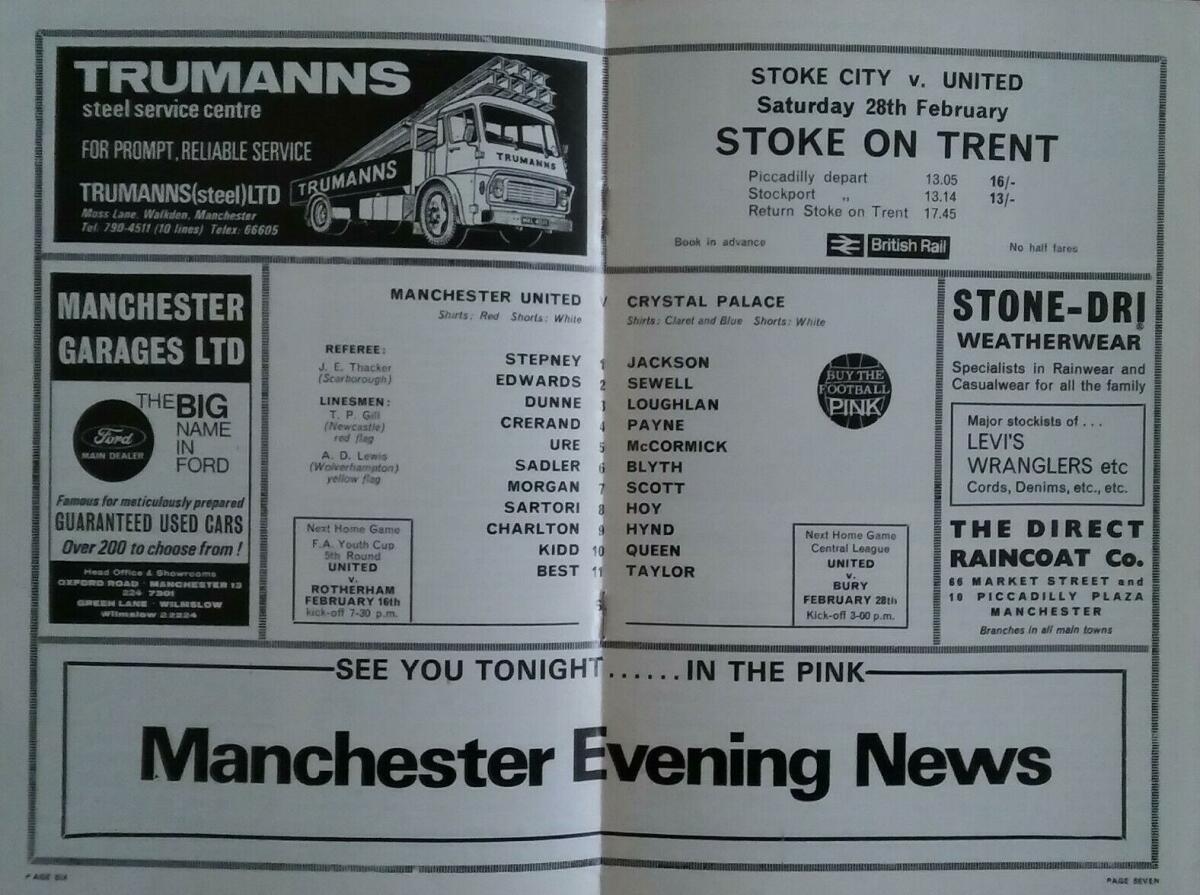 TRUMANNS
steel service centre
FOR PROMPT, RELIABLE SERVICE
TRUMANNS(steel)LTD
Moss Lane, Walkden, Manchester
Tel: 790-4511 (10 lines) Telex: 66605
TRUMANNS
TRUMANNS
STOKE CITY v. UNITED
Saturday 28th February
STOKE ON TRENT
Piccadilly depart 13.05 16/-
Stockport „ 13.14 13/-
Return Stoke on Trent 17.45
Book in advance
British Rail
No half fares
MANCHESTER
GARAGES LTD
THE BIG
NAME
IN
FORD
Ford
MAIN DEALER
Famous for meticulously prepared
GUARANTEED USED CARS
Over 200 to choose from!
Head Office & Showrooms
OXFORD ROAD · MANCHESTER 13
224 7301
GREEN LANE · WILMSLOW
Wilmslow 22224
MANCHESTER UNITED v CRYSTAL PALACE
Shirts: Red Shorts: White
Shirts: Claret and Blue Shorts: White
REFEREE:
J. E. Thacker
(Scarborough)
LINESMEN:
T. P. Gill
(Newcastle)
red flag
A. D. Lewis
(Wolverhampton)
yellow flag
STEPNEY 1 JACKSON
EDWARDS 2 SEWELL
DUNNE 3 LOUGHLAN
CRERAND 4 PAYNE
URE 5 McCORMICK
SADLER 6 BLYTH
MORGAN 7 SCOTT
SARTORI 8 HOY
CHARLTON 9 HYND
KIDD 10 QUEEN
BEST 11 TAYLOR
BUY THE
FOOTBALL
PINK
Next Home Game
F.A. Youth Cup
5th Round
UNITED
v.
ROTHERHAM
FEBRUARY 16th
kick-off 7-30 p.m.
Next Home Game
Central League
UNITED
v.
BURY
FEBRUARY 28th
Kick-off 3-00 p.m.
STONE-DRI
WEATHERWEAR
Specialists in Rainwear and
Casualwear for all the family
Major stockists of . . .
LEVI'S
WRANGLERS etc
Cords, Denims, etc., etc.
THE DIRECT
RAINCOAT Co.
66 MARKET STREET and
10 PICCADILLY PLAZA
MANCHESTER
Branches in all main towns
SEE YOU TONIGHT......IN THE PINK
Manchester Evening News
PAGE SIX
PAGE SEVEN